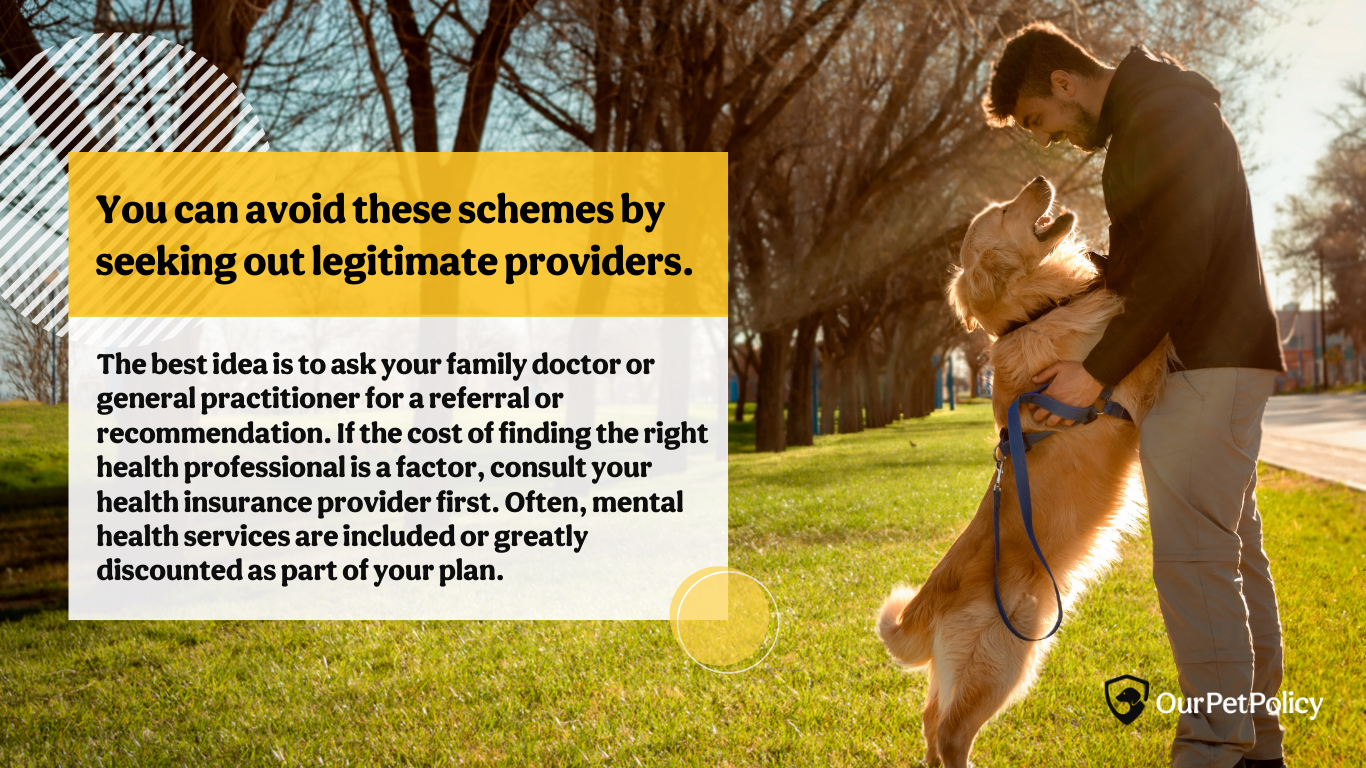 You can avoid these schemes by
seeking out legitimate providers.
The best idea is to ask your family doctor or
general practitioner for a referral or
recommendation. If the cost of finding the right
health professional is a factor, consult your
health insurance provider first. Often, mental
health services are included or greatly
discounted as part of your plan.
OurPetPolicy